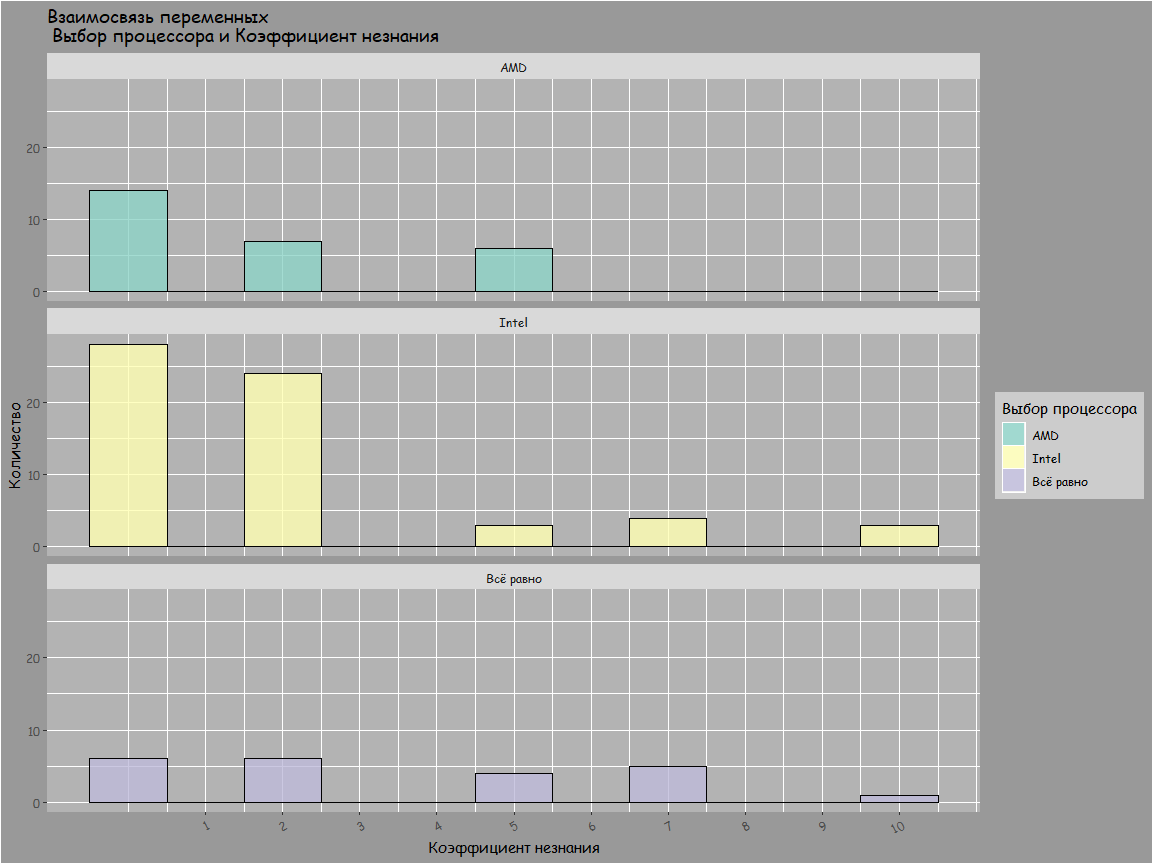 Взаимосвязь переменных
Выбор процессора и Коэффициент незнания
AMD
20
10
0
Intel
20
10
0
Всё равно
20
10
0
1 2 3 4 5 6 7 8 9 10
Коэффициент незнания
Количество
Выбор процессора
AMD
Intel
Всё равно